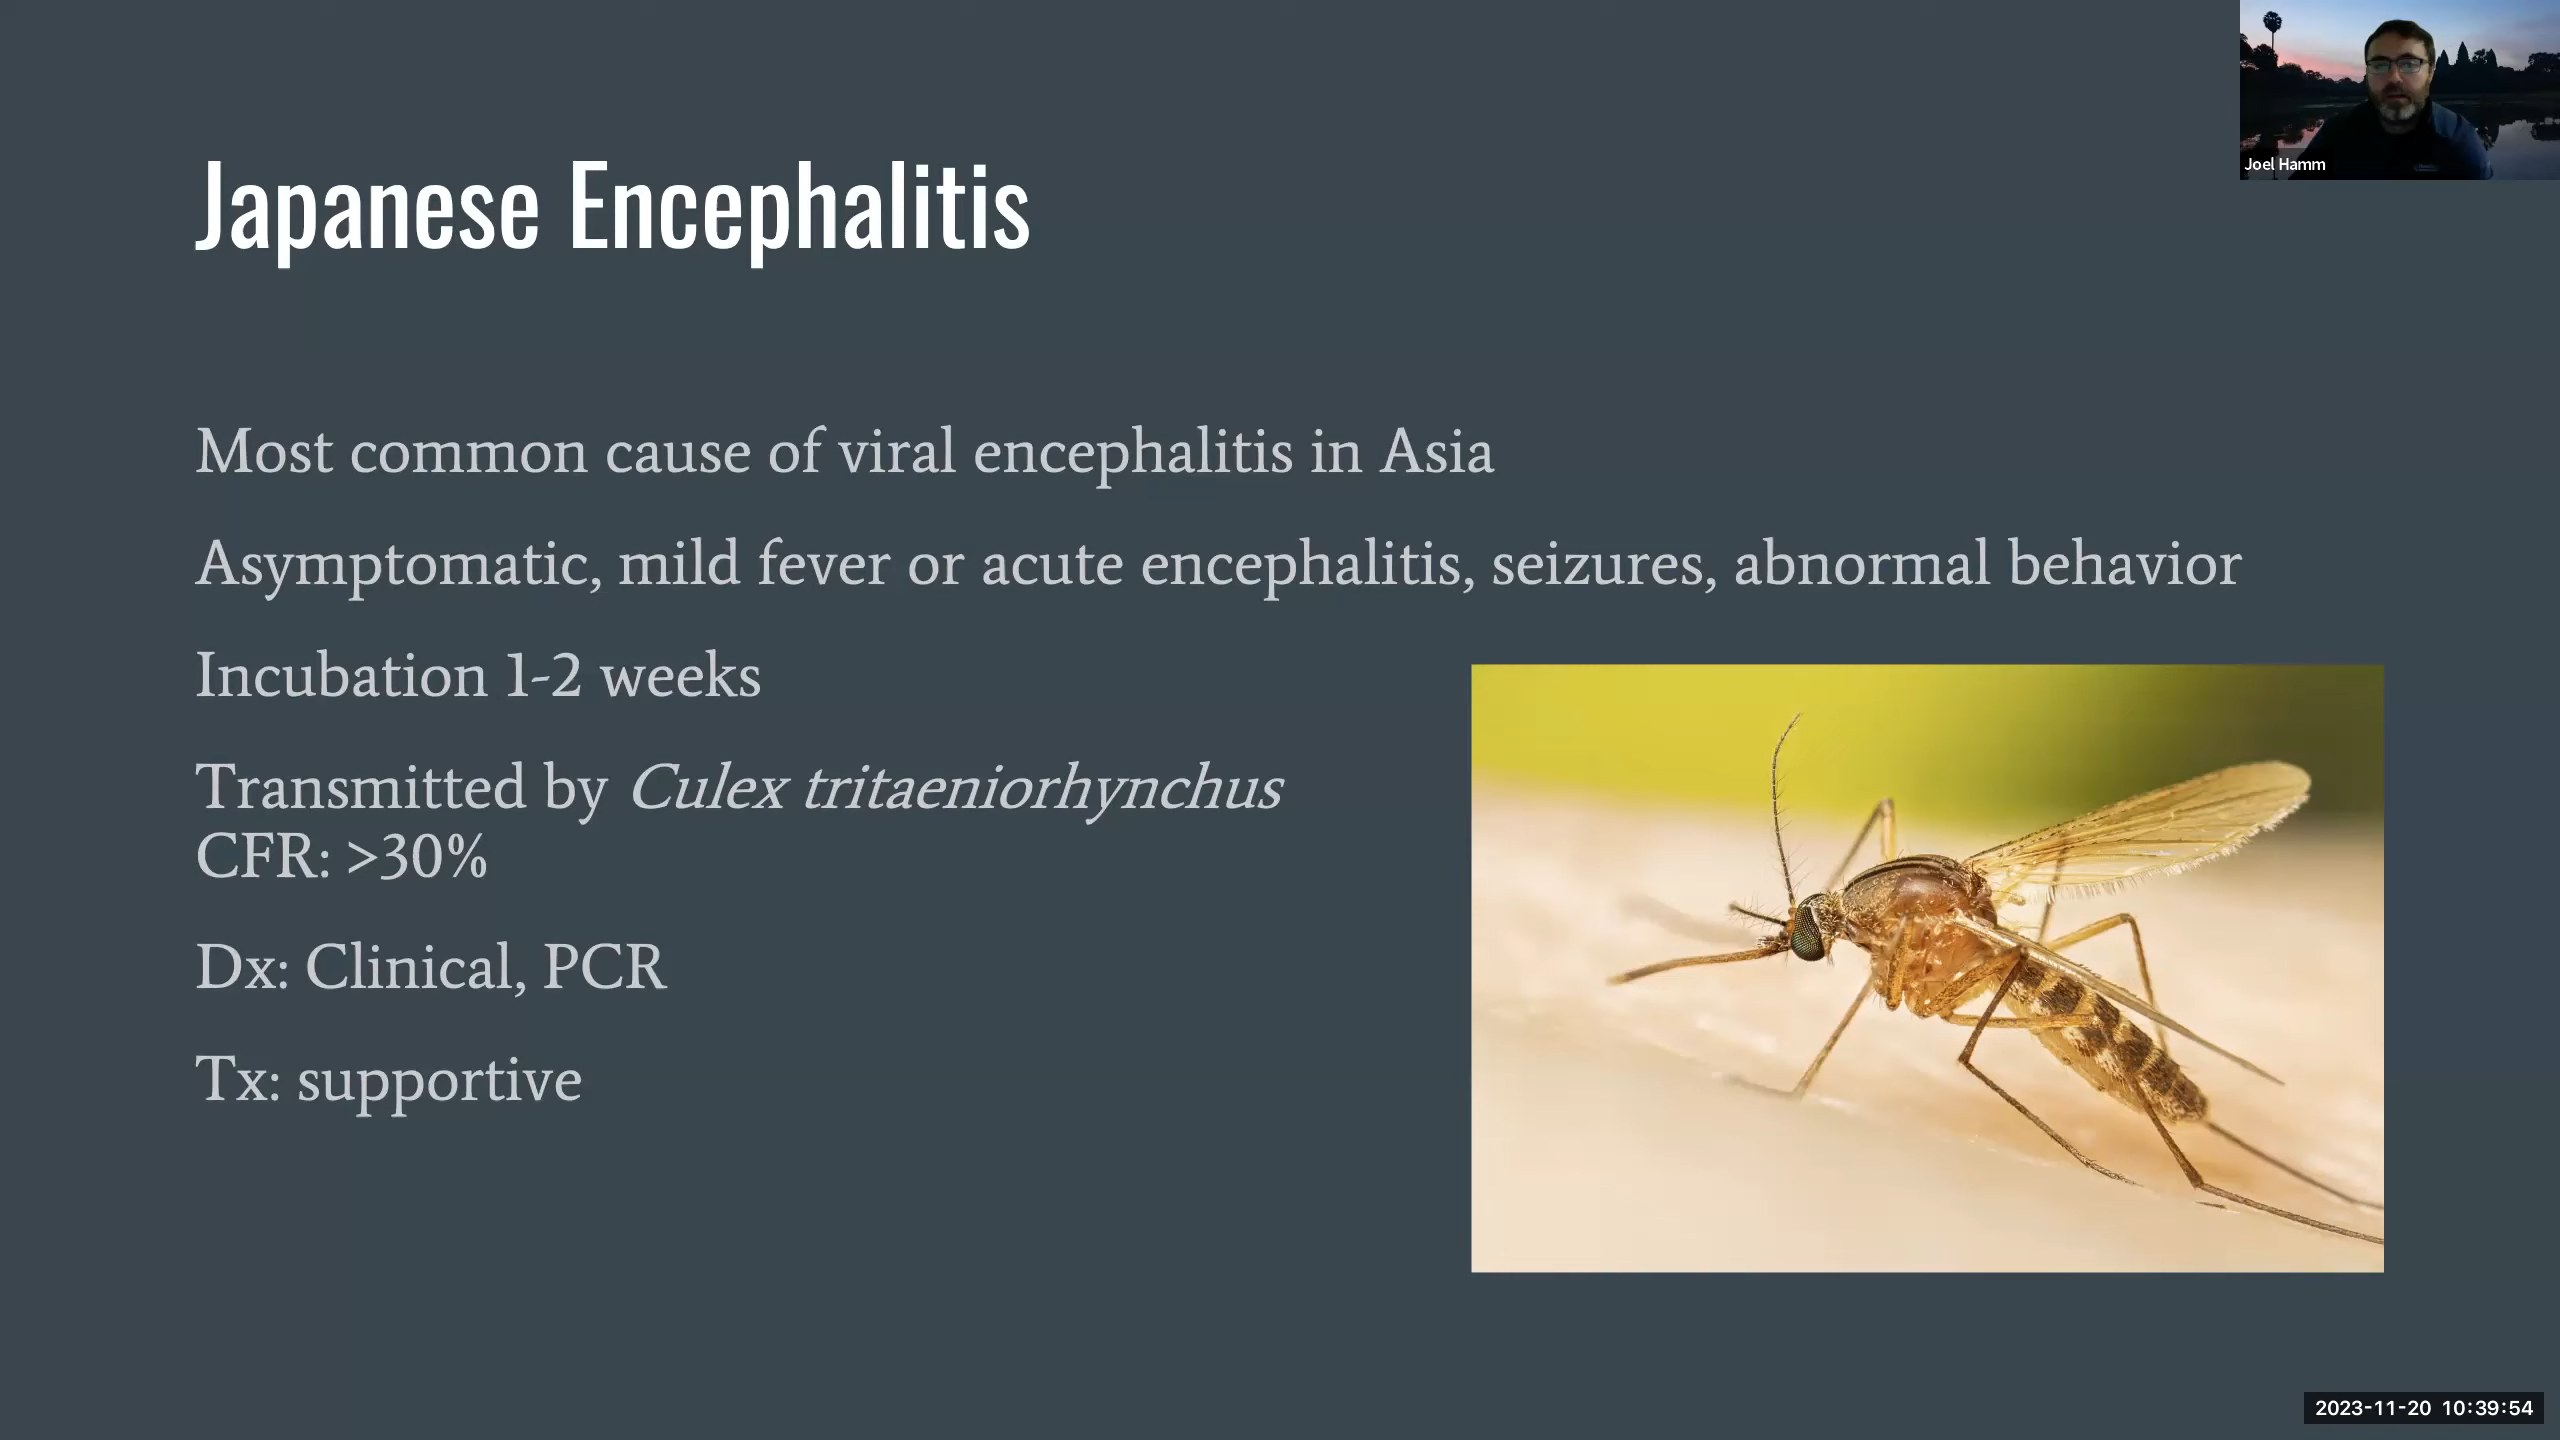 Joel Hamm
Japanese Encephalitis
Most common cause of viral encephalitis in Asia
Asymptomatic, mild fever or acute encephalitis, seizures, abnormal behavior
Incubation 1-2 weeks
Transmitted by Culex tritaeniorhynchus
CFR: >30%
Dx: Clinical, PCR
Tx: supportive
2023-11-20 10:39:54